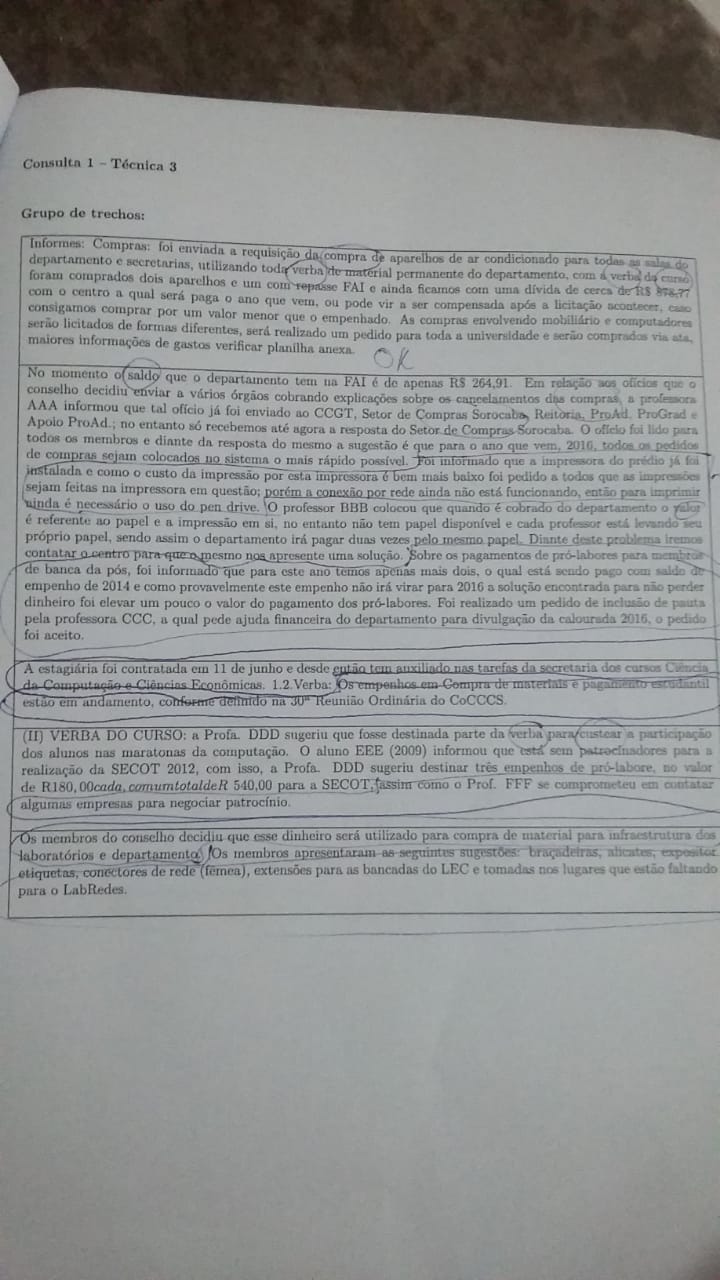 Consulta 1 – Técnica 3
Grupo de trechos:
Informes: Compras: foi enviada a requisição da compra de aparelhos de ar condicionado para todas as salas do
departamento e secretarias, utilizando toda verba de material permanente do departamento, com a verba do curso
foram comprados dois aparelhos e um com repasse FAI e ainda ficamos com uma dívida de cerca de R$ 878,77
com o centro a qual será paga o ano que vem, ou pode vir a ser compensada após a licitação acontecer, caso
consigamos comprar por um valor menor que o empenhado. As compras envolvendo mobiliário e computadores
serão licitados de formas diferentes, será realizado um pedido para toda a universidade e serão comprados via ata,
maiores informações de gastos verificar planilha anexa.
OK
No momento o saldo que o departamento tem na FAI é de apenas R$ 264,91. Em relação aos ofícios que o
conselho decidiu enviar a vários órgãos cobrando explicações sobre os cancelamentos das compras, a professora
AAA informou que tal ofício já foi enviado ao CCGT, Setor de Compras Sorocaba, Reitoria, ProAd. ProGrad e
Apoio ProAd.; no entanto só recebemos até agora a resposta do Setor de Compras Sorocaba. O ofício foi lido para
todos os membros e diante da resposta do mesmo a sugestão é que para o ano que vem, 2016, todos os pedidos
de compras sejam colocados no sistema o mais rápido possível. Foi informado que a impressora do prédio já foi
instalada e como o custo da impressão por esta impressora é bem mais baixo foi pedido a todos que as impressões
sejam feitas na impressora em questão; porém a conexão por rede ainda não está funcionando, então para imprimir
ainda é necessário o uso do pen drive. O professor BBB colocou que quando é cobrado do departamento o valor
é referente ao papel e a impressão em si, no entanto não tem papel disponível e cada professor está levando seu
próprio papel, sendo assim o departamento irá pagar duas vezes pelo mesmo papel. Diante deste problema iremos
contatar o centro para que o mesmo nos apresente uma solução. Sobre os pagamentos de pró-labores para membros
de banca da pós, foi informado que para este ano temos apenas mais dois, o qual está sendo pago com saldo de
empenho de 2014 e como provavelmente este empenho não irá virar para 2016 a solução encontrada para não perder
dinheiro foi elevar um pouco o valor do pagamento dos pró-labores. Foi realizado um pedido de inclusão de pauta
pela professora CCC, a qual pede ajuda financeira do departamento para divulgação da calourada 2016, o pedido
foi aceito.
A estagiária foi contratada em 11 de junho e desde então tem auxiliado nas tarefas da secretaria dos cursos Ciência
da Computação e Ciências Econômicas. 1.2 Verba: Os empenhos em Compra de materiais e pagamento estudantil
estão em andamento, conforme definido na 30ª Reunião Ordinária do CoCCCS.
(II) VERBA DO CURSO: a Profa. DDD sugeriu que fosse destinada parte da verba para custear a participação
dos alunos nas maratonas da computação. O aluno EEE (2009) informou que está sem patrocinadores para a
realização da SECOT 2012, com isso, a Profa. DDD sugeriu destinar três empenhos de pró-labore, no valor
de R180,00cada, comumtotaldeR 540,00 para a SECOT, assim como o Prof. FFF se comprometeu em contatar
algumas empresas para negociar patrocínio.
Os membros do conselho decidiu que esse dinheiro será utilizado para compra de material para infraestrutura dos
laboratórios e departamento. Os membros apresentaram as seguintes sugestões: braçadeiras, alicates, expositor
etiquetas, conectores de rede (fêmea), extensões para as bancadas do LEC e tomadas nos lugares que estão faltando
para o LabRedes.